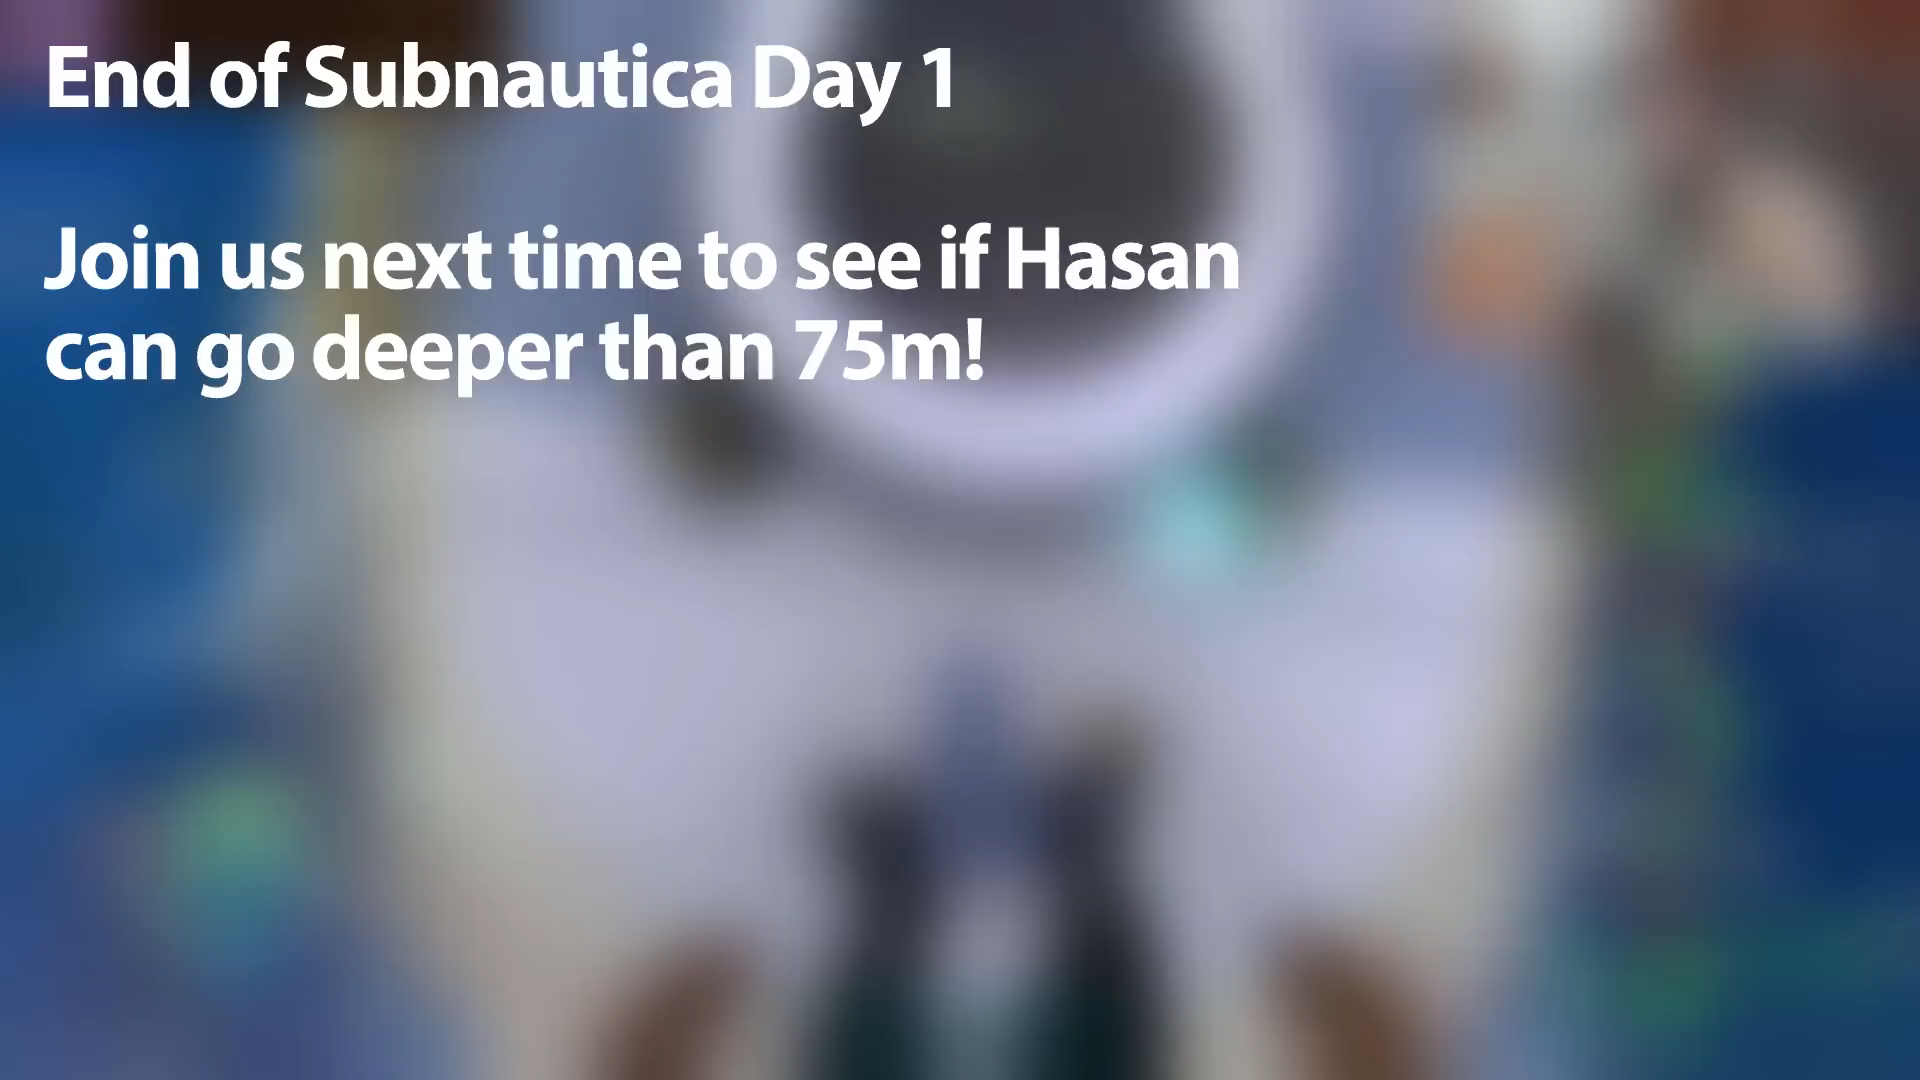 End of Subnautica Day 1
Join us next time to see if Hasan
can go deeper than 75m!